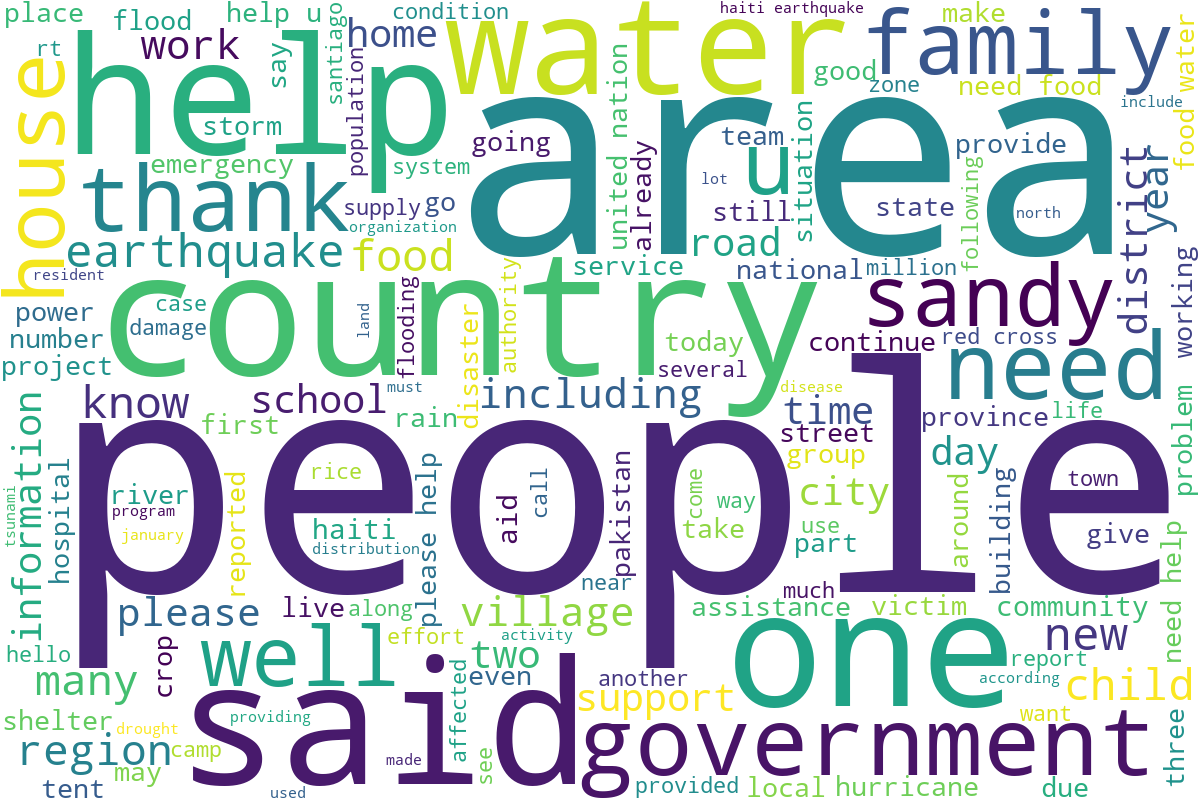 place
flood
help u
condition
haiti earthquake
make
rt
work
say
santiago
home
water
family
good
zone
need food
food water
include
house
help
storm
population
area
going
united nation
team
u
provide
emergency
system
already
lot
still
situation
state
following
north
district
year
thank
supply
go
organization
road
earthquake
food
service
national
million
resident
country
sandy
working
power
case
damage
land
flooding
authority
disaster
number
project
today
continue
red cross
need
several
must
disease
know
school
including
time
province
life
problem
first
rain
street
group
day
people
information
hospital
river
program
january
reported
rice
haiti
distribution
please help
aid
call
pakistan
come
way
take
city
use
part
around
building
town
give
tsunami
near
much
need help
please
live
along
village
assistance
victim
community
hello
crop
well
effort
activity
two
one
new
many
even
another
report
according
child
affected
support
shelter
drought
providing
said
government
want
three
region
camp
may
see
made
tent
used
provided
local
hurricane
due